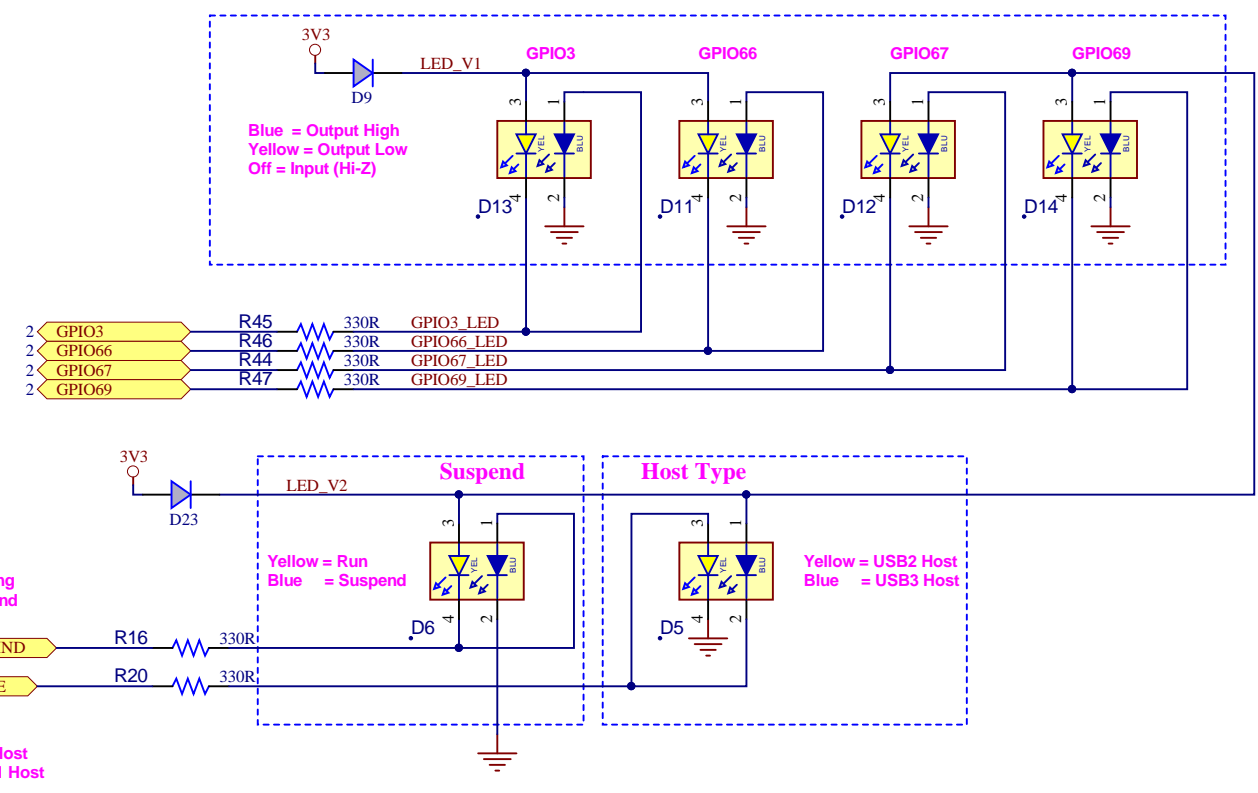 3V3
D9
LED_V1
GPIO3
GPIO66
GPIO67
GPIO69
Blue = Output High
Yellow = Output Low
Off = Input (Hi-Z)
3 1 3 1 3 1 3 1
YEL BLU YEL BLU YEL BLU YEL BLU
4 2 4 2 4 2 4 2
D13 D11 D12 D14
2 GPIO3 R45 330R GPIO3_LED
2 GPIO66 R46 330R GPIO66_LED
2 GPIO67 R44 330R GPIO67_LED
2 GPIO69 R47 330R GPIO69_LED
3V3
D23
LED_V2
Suspend
Host Type
3 1 3 1
Yellow = Run
Blue = Suspend
YEL BLU YEL BLU
Yellow = USB2 Host
Blue = USB3 Host
4 2 4 2
D6 D5
R16 330R
R20 330R
Host